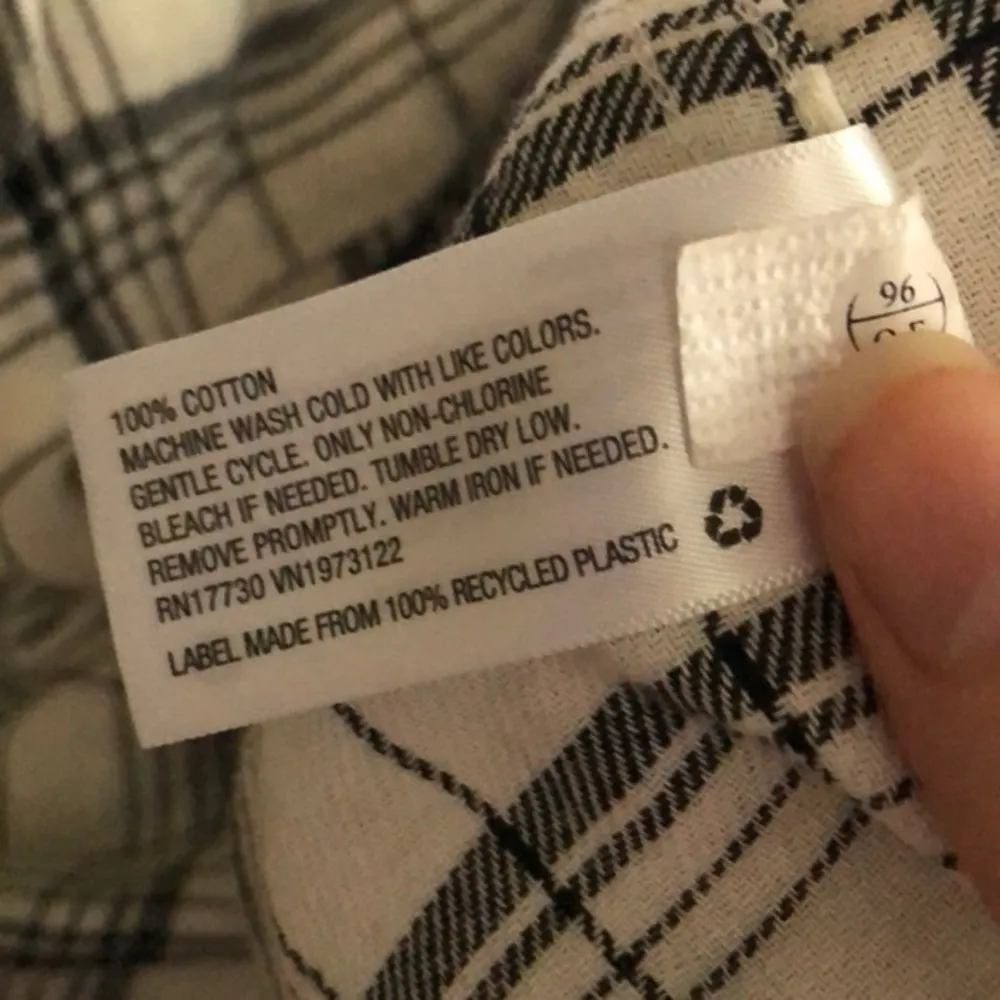 100% COTTON
MACHINE WASH COLD WITH LIKE COLORS.
GENTLE CYCLE. ONLY NON-CHLORINE
BLEACH IF NEEDED. TUMBLE DRY LOW.
REMOVE PROMPTLY. WARM IRON IF NEEDED.
RN17730 VN1973122
LABEL MADE FROM 100% RECYCLED PLASTIC
96